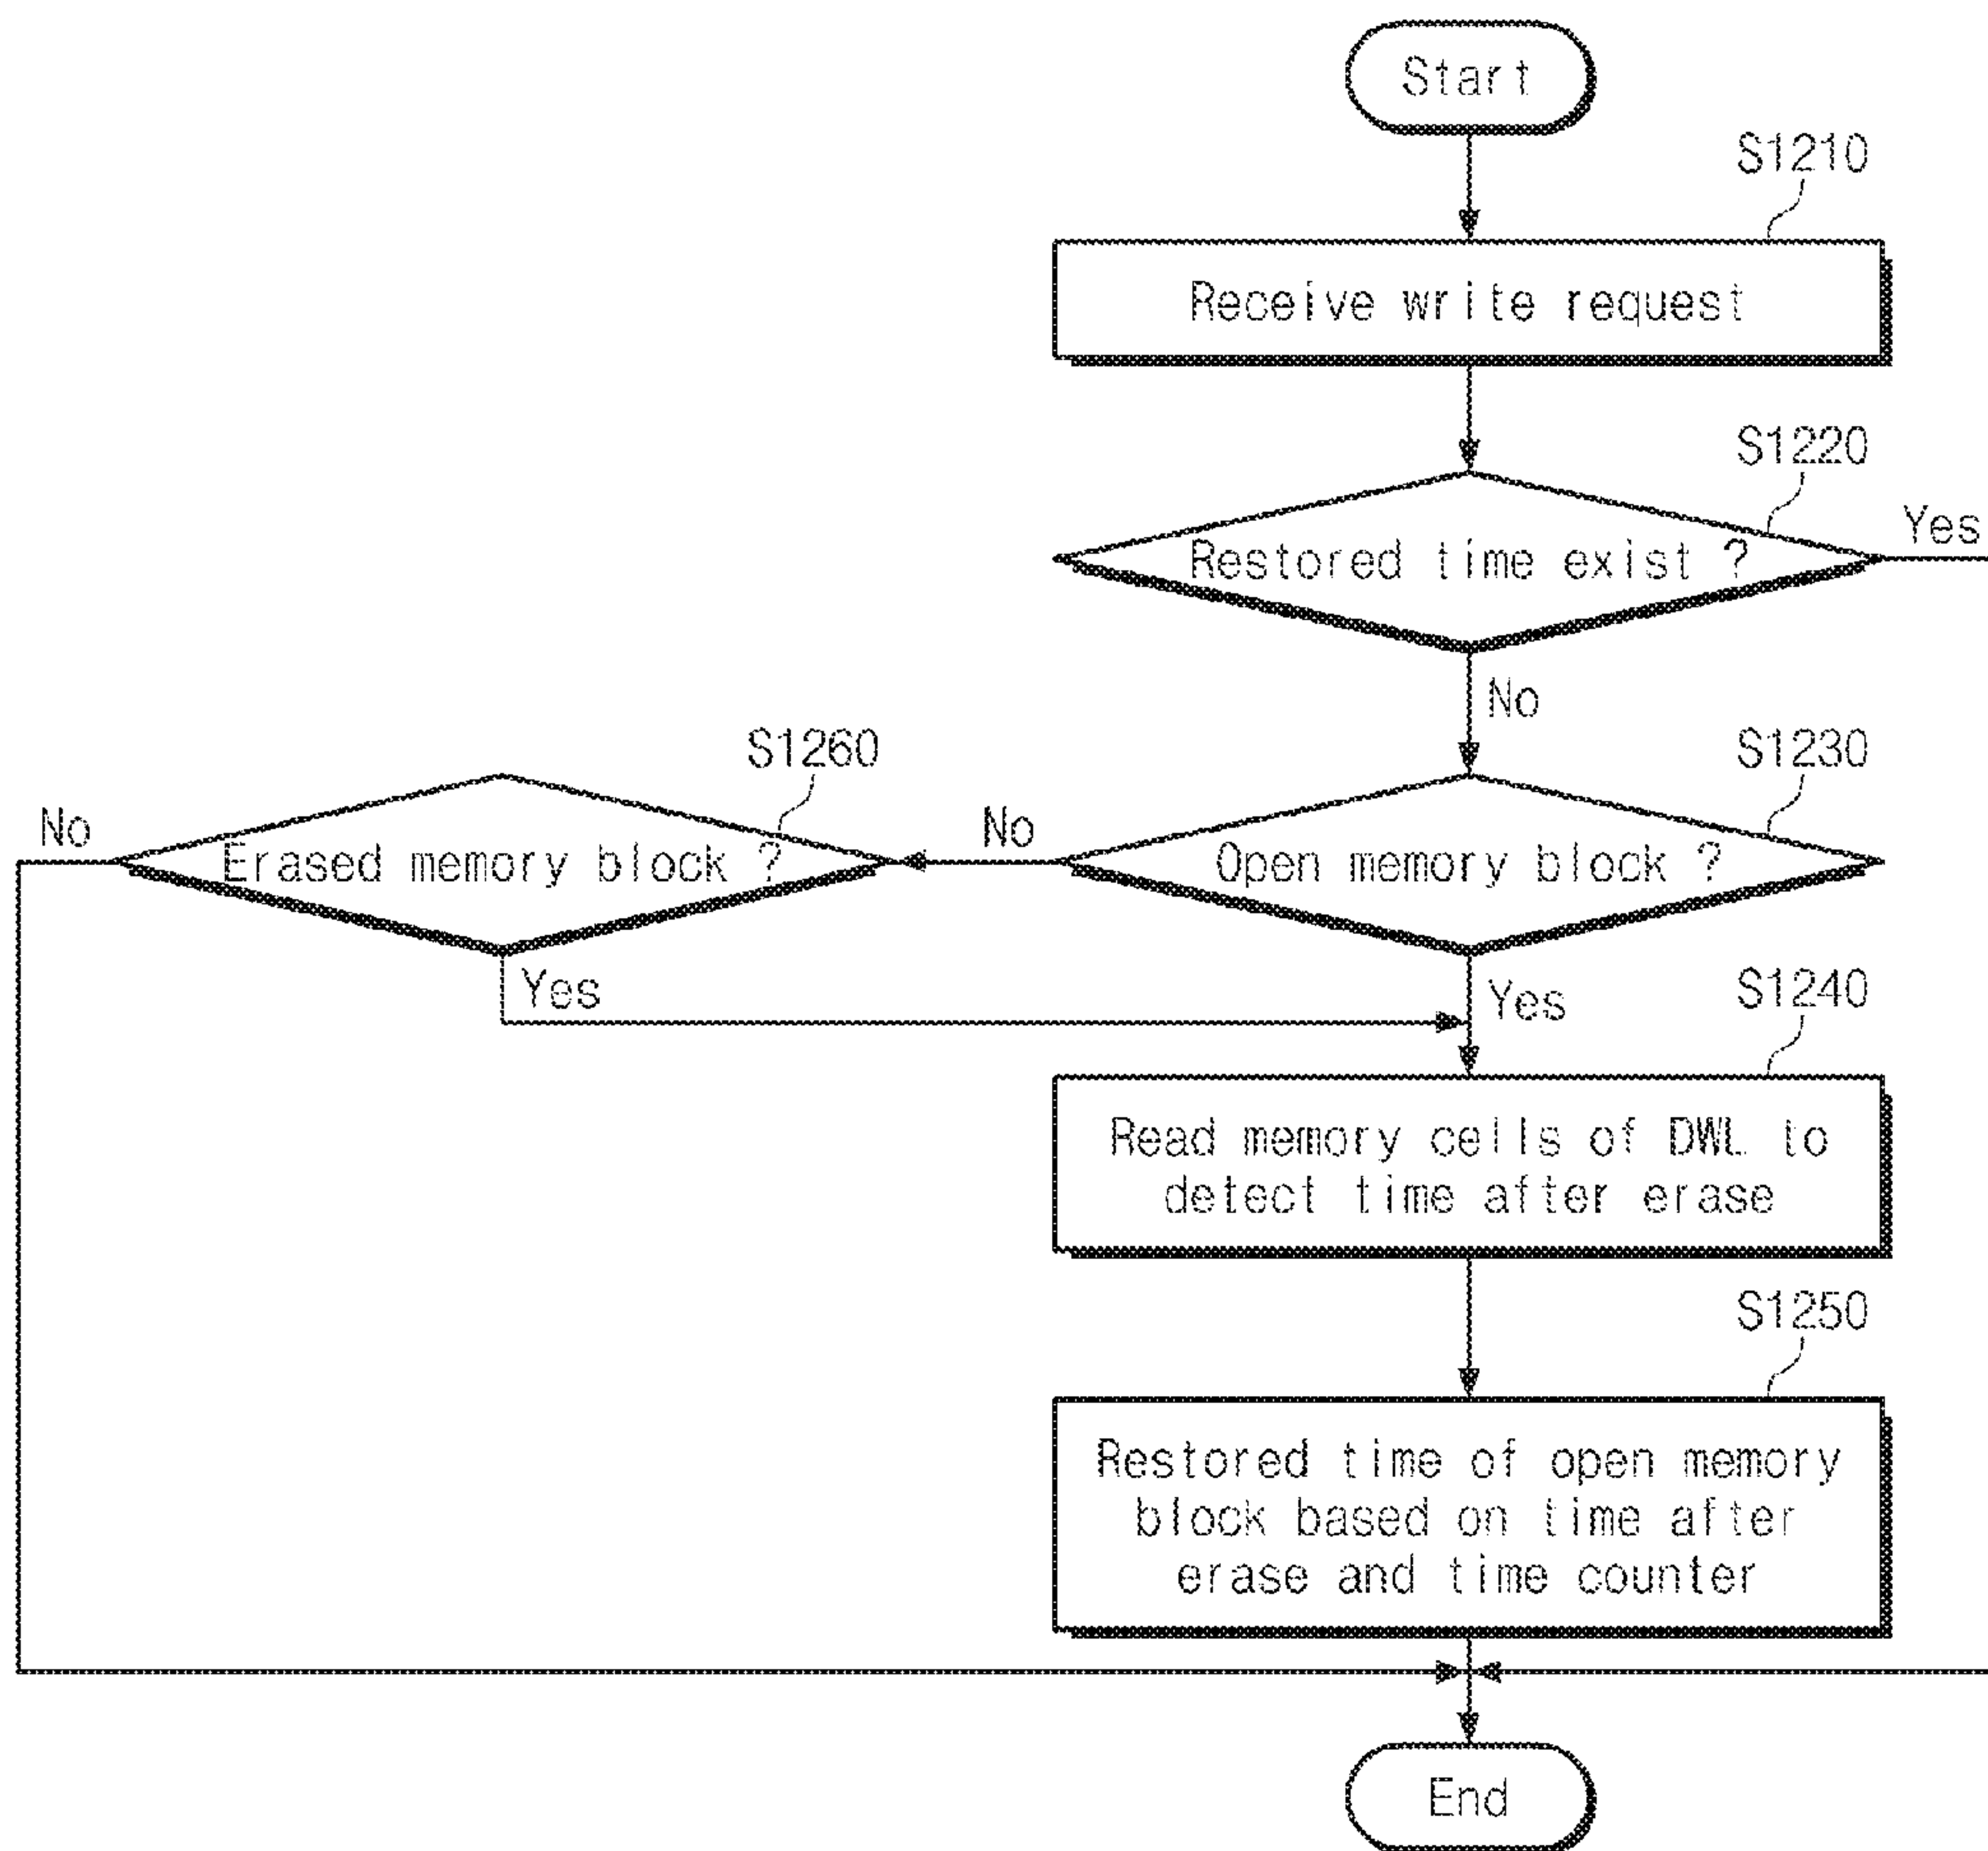 Start
S1210
Receive write request
S1220
Restored time exist ?
Yes
No
S1260
S1230
No
Erased memory block ?
No
Open memory block ?
Yes
Yes
S1240
Read memory cells of DWL to
detect time after erase
S1250
Restored time of open memory
block based on time after
erase and time counter
End